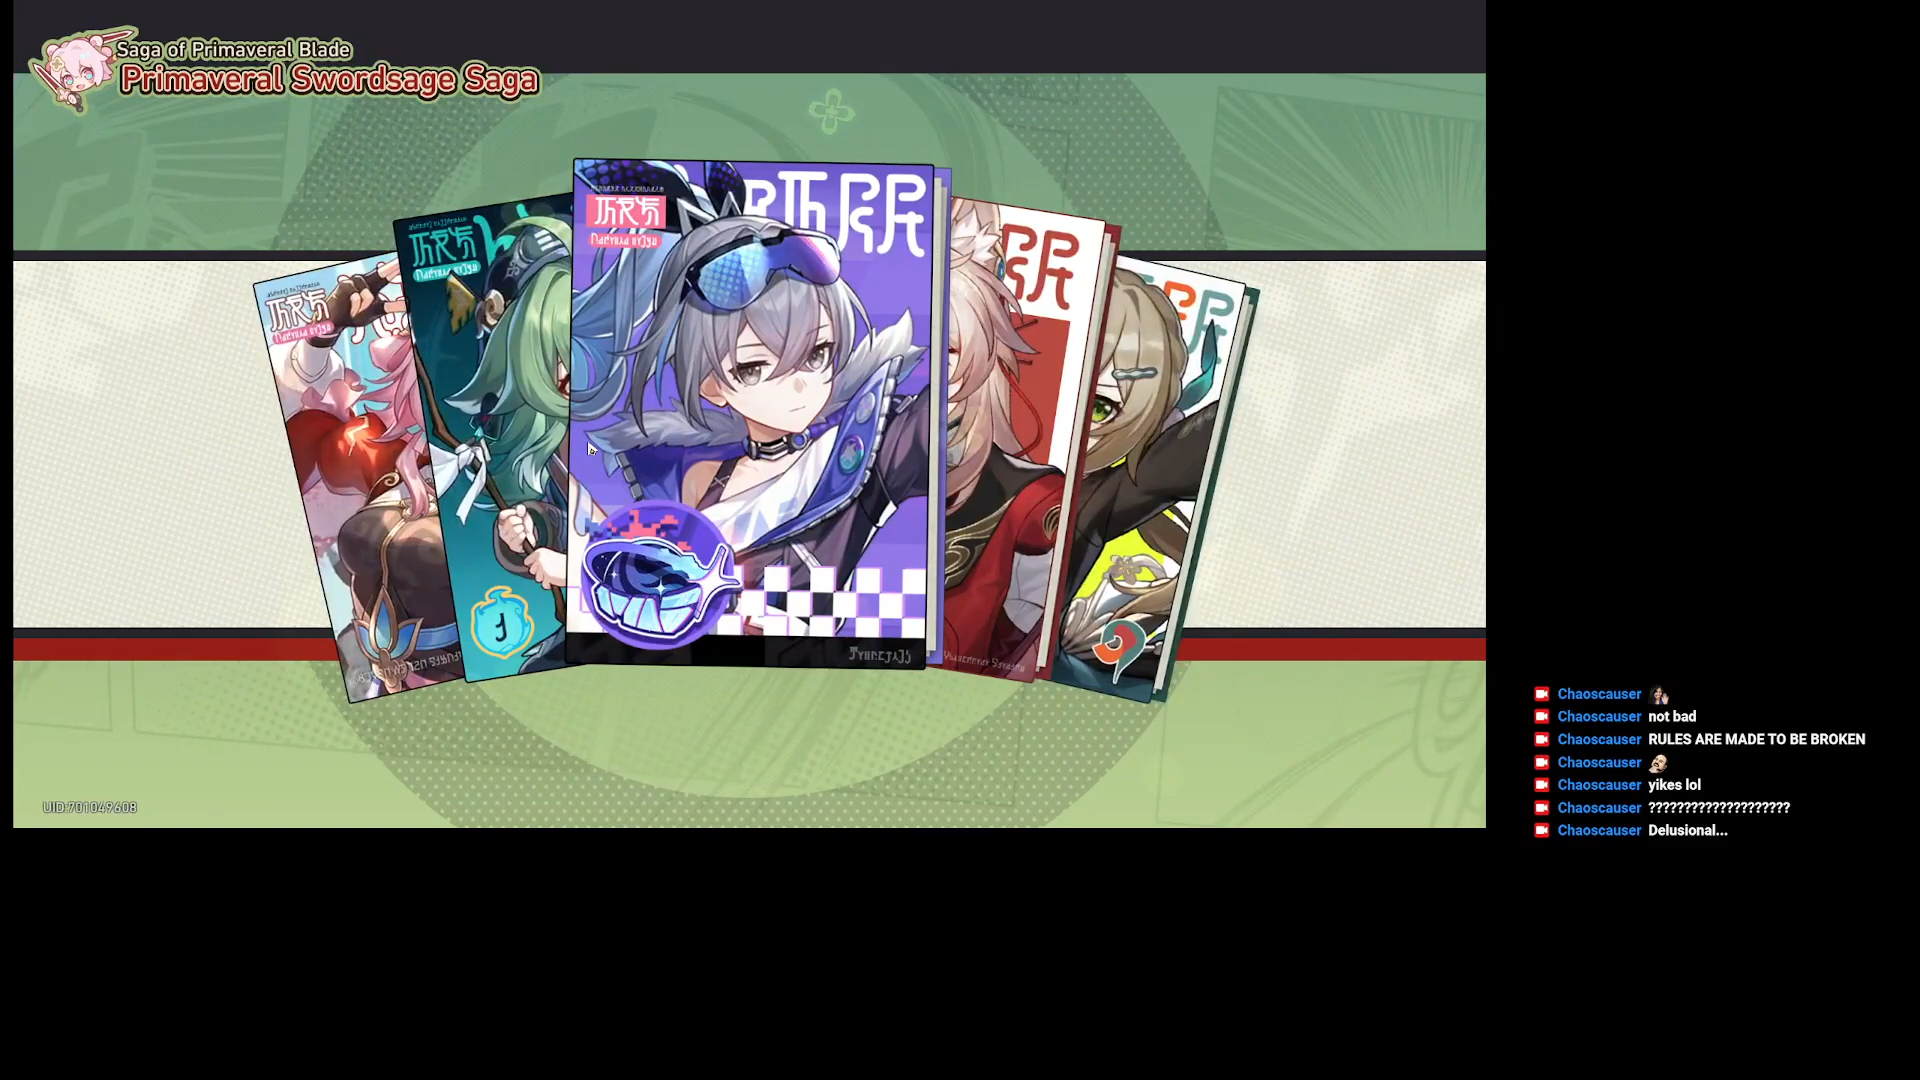 Saga of Primaveral Blade
Primaveral Swordsage Saga
UID:701049608
Chaoscauser
Chaoscauser not bad
Chaoscauser RULES ARE MADE TO BE BROKEN
Chaoscauser
Chaoscauser yikes lol
Chaoscauser ????????????????????
Chaoscauser Delusional...